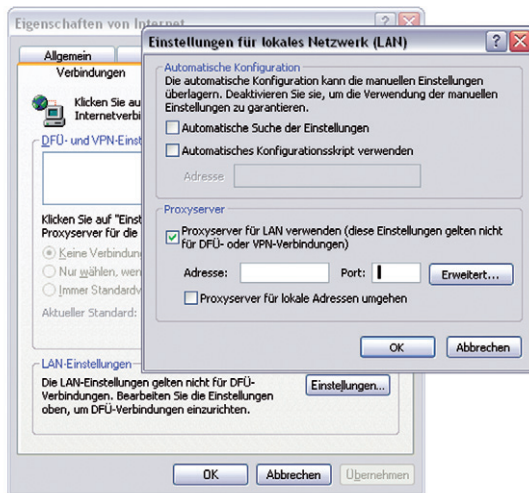 Eigenschaften von Internet
Allgemein
Verbindungen
Klicken Sie au
Internetverbi
DFÜ- und VPN-Einst
Klicken Sie auf "Einst
Proxyserver für die
Keine Verbindung
Nur wählen, wen
Immer Standardv
Aktueller Standard:
LAN-Einstellungen
Die LAN-Einstellungen gelten nicht für DFÜ-
Verbindungen. Bearbeiten Sie die Einstellungen
oben, um DFÜ-Verbindungen einzurichten.
Einstellungen...
OK Abbrechen Übernehmen
Einstellungen für lokales Netzwerk (LAN)
Automatische Konfiguration
Die automatische Konfiguration kann die manuellen Einstellungen
überlagern. Deaktivieren Sie sie, um die Verwendung der manuellen
Einstellungen zu garantieren.
Automatische Suche der Einstellungen
Automatisches Konfigurationsskript verwenden
Adresse
Proxyserver
Proxyserver für LAN verwenden (diese Einstellungen gelten nicht
für DFÜ- oder VPN-Verbindungen)
Adresse: Port: Erweitert...
Proxyserver für lokale Adressen umgehen
OK Abbrechen